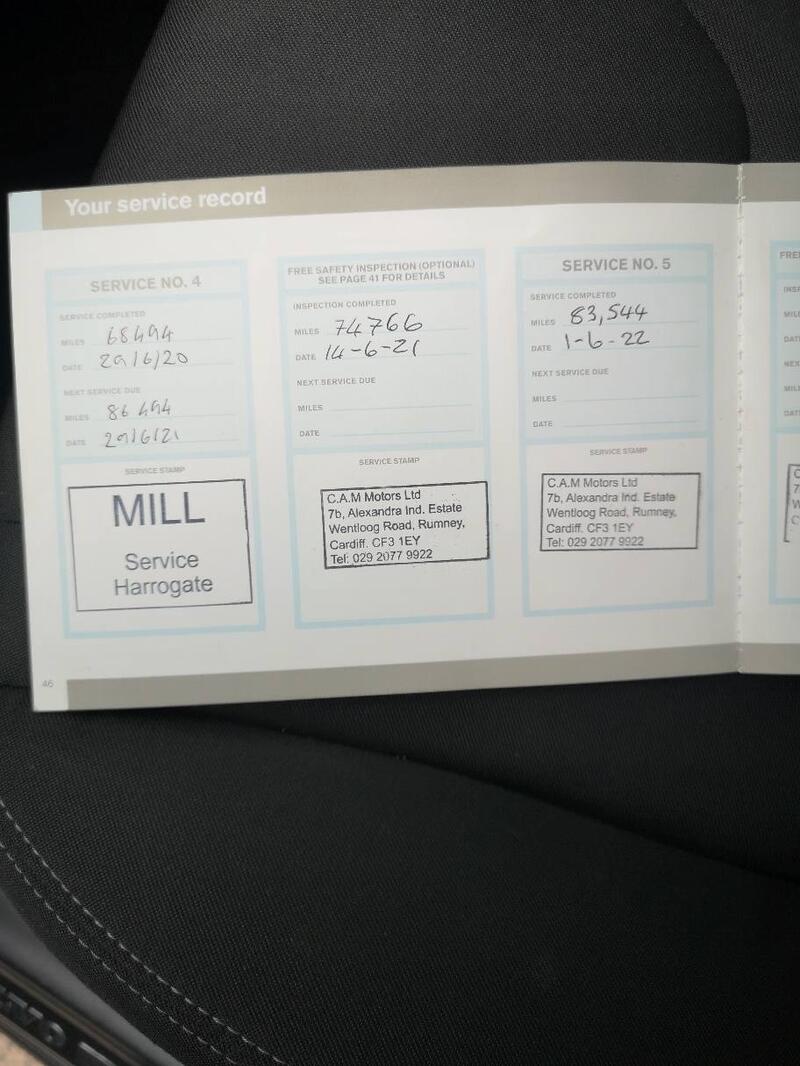 Your service record
SERVICE NO. 4
SERVICE COMPLETED
MILES 68494
DATE 29/6/20
NEXT SERVICE DUE
MILES 86494
DATE 29/6/21
SERVICE STAMP
MILL
Service
Harrogate
FREE SAFETY INSPECTION (OPTIONAL)
SEE PAGE 41 FOR DETAILS
INSPECTION COMPLETED
MILES 74766
DATE 14-6-21
NEXT SERVICE DUE
MILES
DATE
SERVICE STAMP
C.A.M Motors Ltd
7b, Alexandra Ind. Estate
Wentloog Road, Rumney,
Cardiff. CF3 1EY
Tel: 029 2077 9922
SERVICE NO. 5
SERVICE COMPLETED
MILES 83,544
DATE 1-6-22
NEXT SERVICE DUE
MILES
DATE
SERVICE STAMP
C.A.M Motors Ltd
7b, Alexandra Ind. Estate
Wentloog Road, Rumney,
Cardiff. CF3 1EY
Tel: 029 2077 9922
46